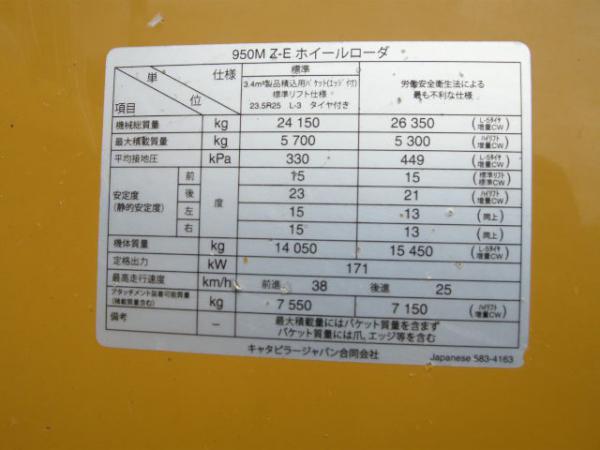 950M Z-E ホイールローダ
単位 仕様 項目
標準
3.4m³製品積込用バケット(エッジ付)
標準リフト仕様
23.5R25 L-3 タイヤ付き
労働安全衛生法による
最も不利な仕様
機械総質量 kg 24 150 26 350 (L-5タイヤ 増量CW)
最大積載質量 kg 5 700 5 300 (ハイリフト 増量CW)
平均接地圧 kPa 330 449 (L-5タイヤ 増量CW)
安定度 (静的安定度) 度
前 15 15 (標準リフト 標準CW)
後 23 21 (ハイリフト 増量CW)
左 15 13 (同上)
右 15 13 (同上)
機体質量 kg 14 050 15 450 (L-5タイヤ 増量CW)
定格出力 kW 171
最高走行速度 km/h 前進 38 後進 25
アタッチメント装着可能質量 (積載質量含む) kg 7 550 7 150 (ハイリフト 増量CW)
備考 – 最大積載量にはバケット質量を含まず
バケット質量には爪、エッジ等を含む
キャタピラージャパン合同会社
Japanese 583-4163